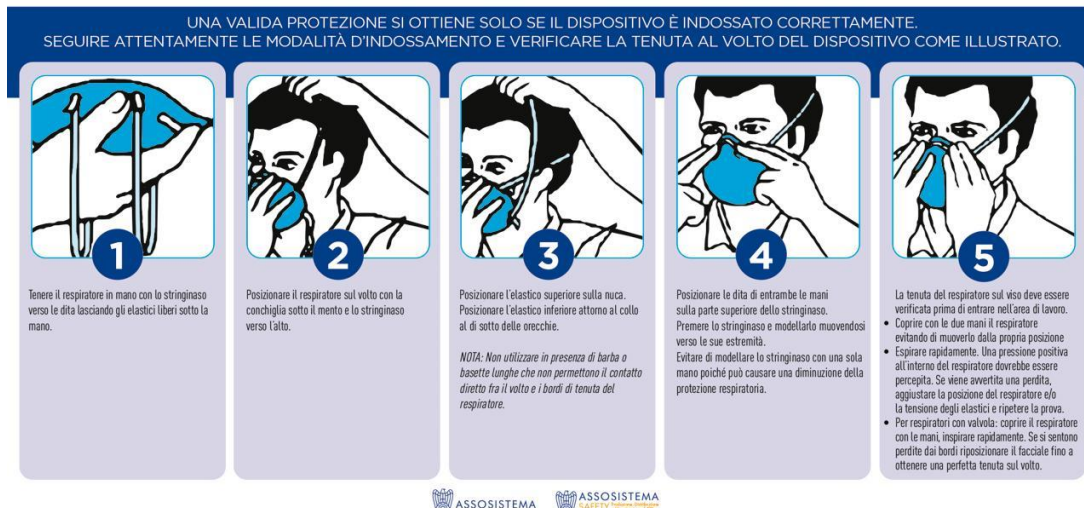 UNA VALIDA PROTEZIONE SI OTTIENE SOLO SE IL DISPOSITIVO È INDOSSATO CORRETTAMENTE.
SEGUIRE ATTENTAMENTE LE MODALITÀ D'INDOSSAMENTO E VERIFICARE LA TENUTA AL VOLTO DEL DISPOSITIVO COME ILLUSTRATO.
1
Tenere il respiratore in mano con lo stringinaso
verso le dita lasciando gli elastici liberi sotto la
mano.
2
Posizionare il respiratore sul volto con la
conchiglia sotto il mento e lo stringinaso
verso l'alto.
3
Posizionare l'elastico superiore sulla nuca.
Posizionare l'elastico inferiore attorno al collo
al di sotto delle orecchie.
NOTA: Non utilizzare in presenza di barba o
basette lunghe che non permettono il contatto
diretto fra il volto e i bordi di tenuta del
respiratore.
4
Posizionare le dita di entrambe le mani
sulla parte superiore dello stringinaso.
Premere lo stringinaso e modellarlo muovendosi
verso le sue estremità.
Evitare di modellare lo stringinaso con una sola
mano poiché può causare una diminuzione della
protezione respiratoria.
5
La tenuta del respiratore sul viso deve essere
verificata prima di entrare nell'area di lavoro.
• Coprire con le due mani il respiratore
evitando di muoverlo dalla propria posizione
• Espirare rapidamente. Una pressione positiva
all'interno del respiratore dovrebbe essere
percepita. Se viene avvertita una perdita,
aggiustare la posizione del respiratore e/o
la tensione degli elastici e ripetere la prova.
• Per respiratori con valvola: coprire il respiratore
con le mani, inspirare rapidamente. Se si sentono
perdite dai bordi riposizionare il facciale fino a
ottenere una perfetta tenuta sul volto.
ASSOSISTEMA
ASSOSISTEMA
SAFETY